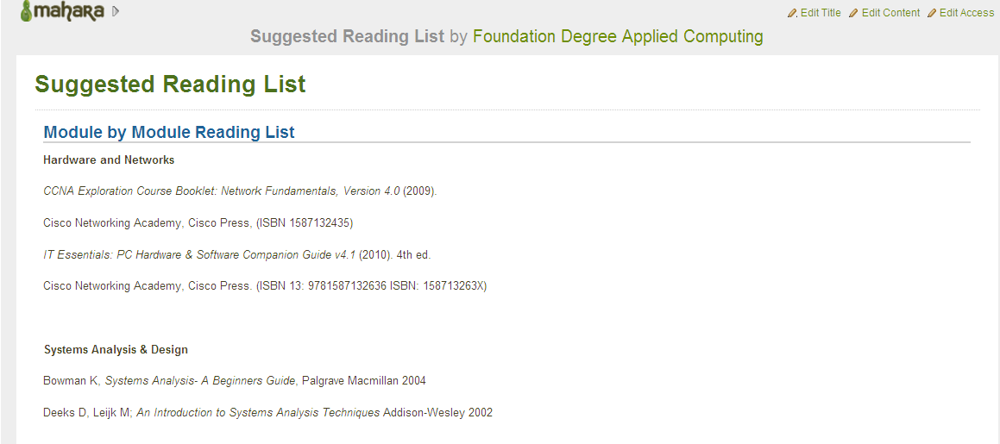 mahara
Edit Title Edit Content Edit Access
Suggested Reading List by Foundation Degree Applied Computing
Suggested Reading List
Module by Module Reading List
Hardware and Networks
CCNA Exploration Course Booklet: Network Fundamentals, Version 4.0 (2009).
Cisco Networking Academy, Cisco Press, (ISBN 1587132435)
IT Essentials: PC Hardware & Software Companion Guide v4.1 (2010). 4th ed.
Cisco Networking Academy, Cisco Press. (ISBN 13: 9781587132636 ISBN: 158713263X)
Systems Analysis & Design
Bowman K, Systems Analysis- A Beginners Guide, Palgrave Macmillan 2004
Deeks D, Leijk M; An Introduction to Systems Analysis Techniques Addison-Wesley 2002